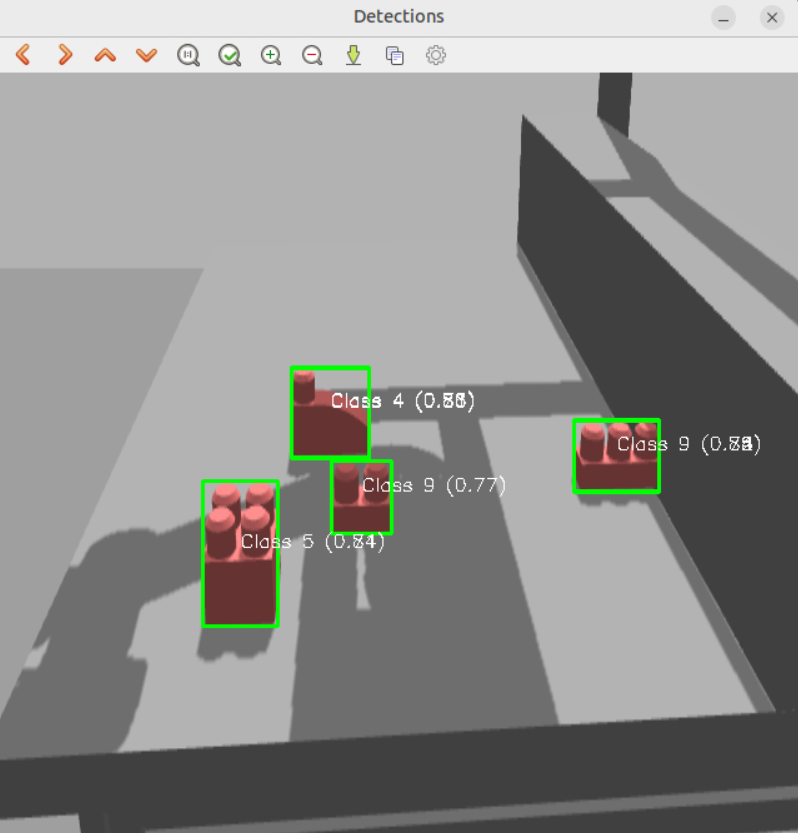 Detections
Class 4
Class 9
Class 9 (0.77)
Class 5